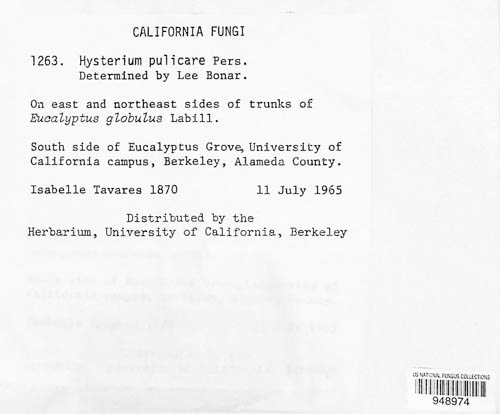 CALIFORNIA FUNGI
1263. Hysterium pulicare Pers.
Determined by Lee Bonar.
On east and northeast sides of trunks of
Eucalyptus globulus Labill.
South side of Eucalyptus Grove, University of
California campus, Berkeley, Alameda County.
Isabelle Tavares 1870 11 July 1965
Distributed by the
Herbarium, University of California, Berkeley
US NATIONAL FUNGUS COLLECTIONS
948974